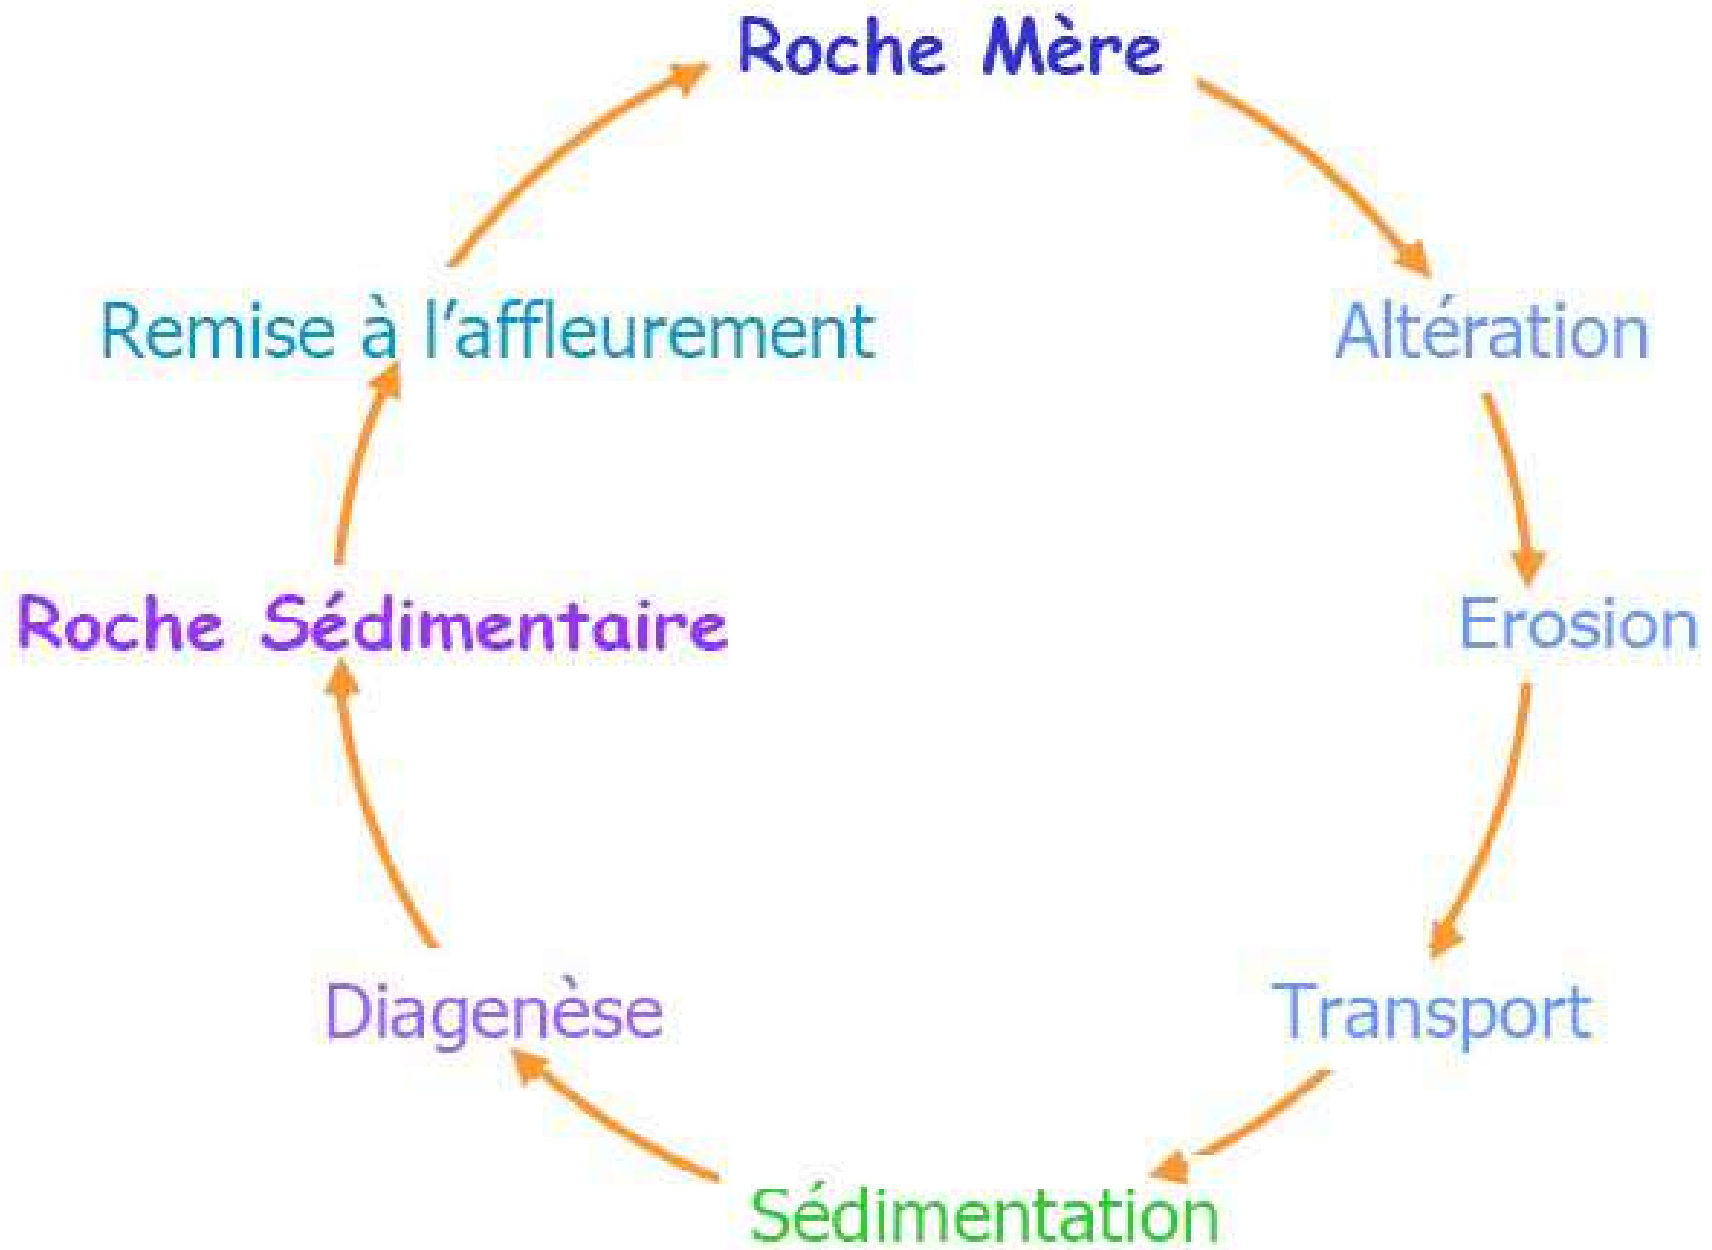 Roche Mère
Altération
Erosion
Transport
Sédimentation
Diagenèse
Roche Sédimentaire
Remise à l'affleurement